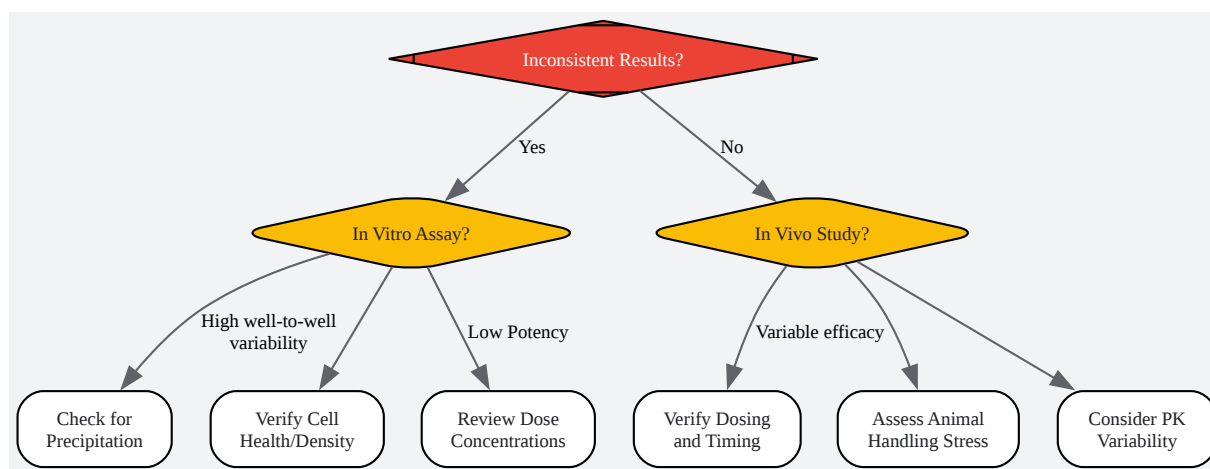 Inconsistent Results?
Yes
No
In Vitro Assay?
In Vivo Study?
High well-to-well
variability
Low Potency
Variable efficacy
Check for
Precipitation
Verify Cell
Health/Density
Review Dose
Concentrations
Verify Dosing
and Timing
Assess Animal
Handling Stress
Consider PK
Variability